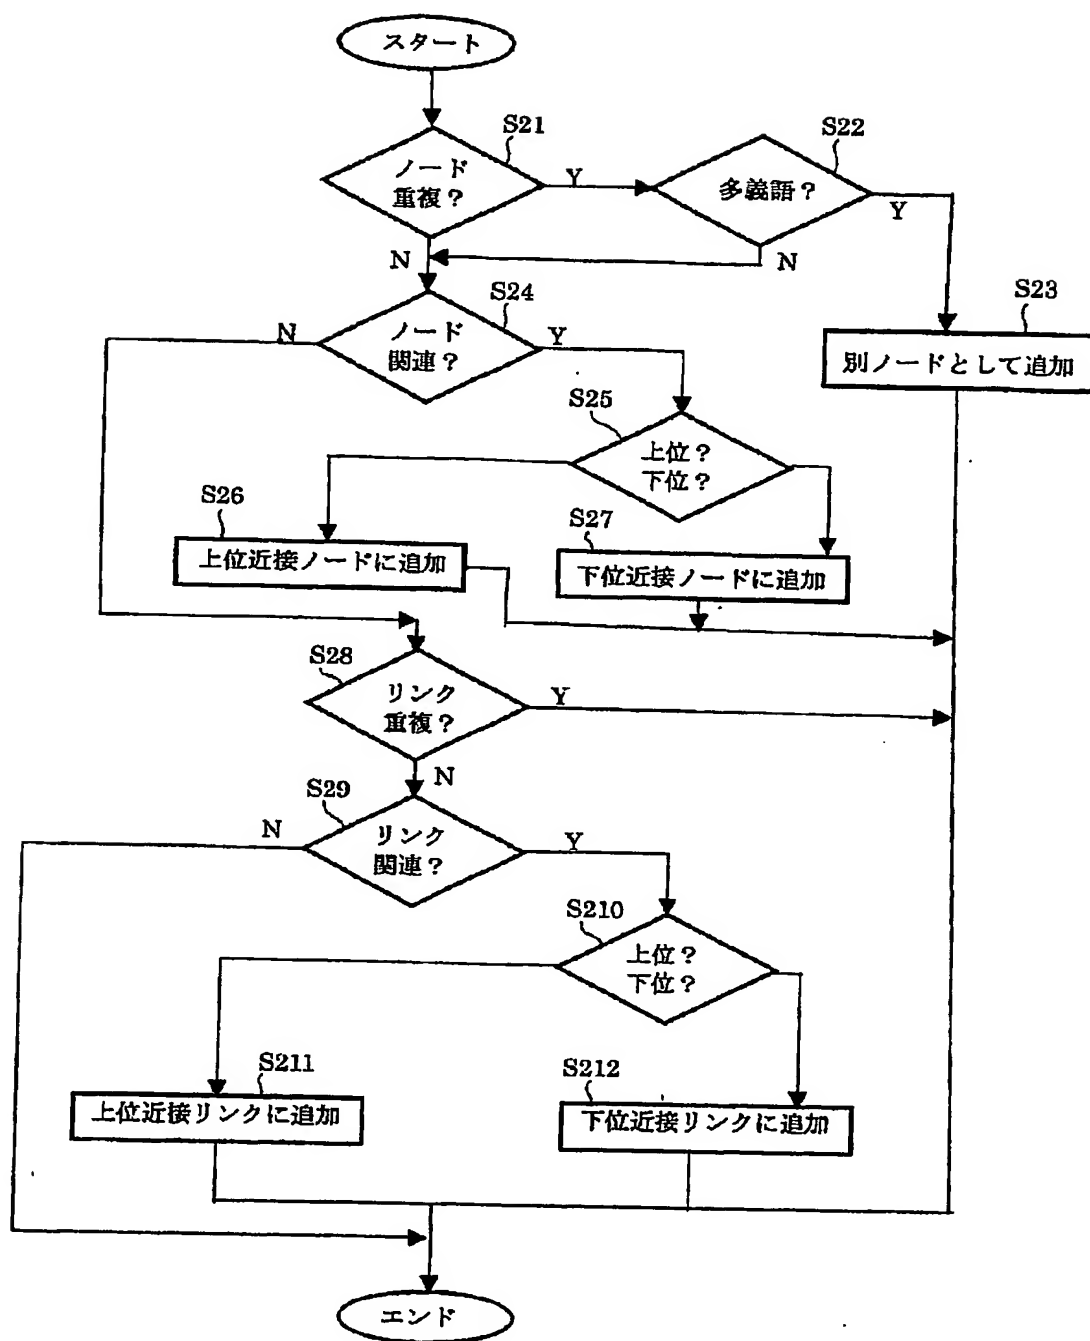 スタート
S21
ノード
重複？
Y
N
S22
多義語？
Y
N
S23
別ノードとして追加
S24
ノード
関連？
N
Y
S25
上位？
下位？
S26
上位近接ノードに追加
S27
下位近接ノードに追加
S28
リンク
重複？
Y
N
S29
リンク
関連？
N
Y
S210
上位？
下位？
S211
上位近接リンクに追加
S212
下位近接リンクに追加
エンド